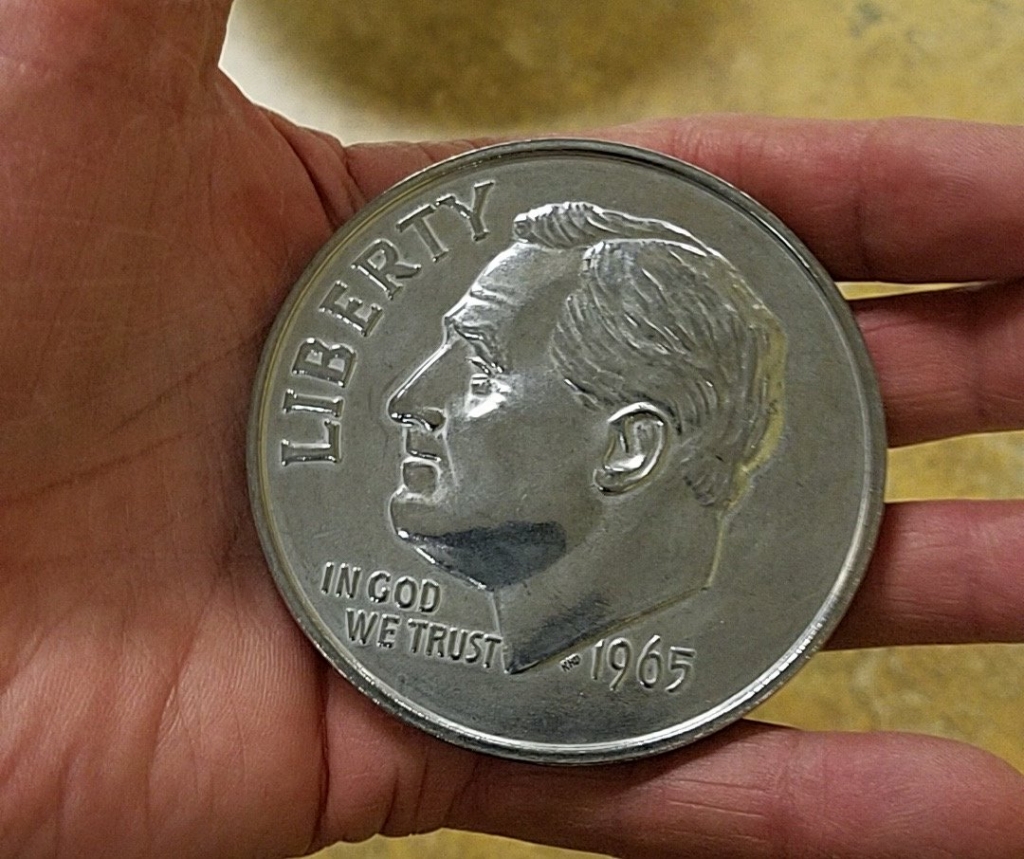 LIBERTY
IN GOD
WE TRUST
1965